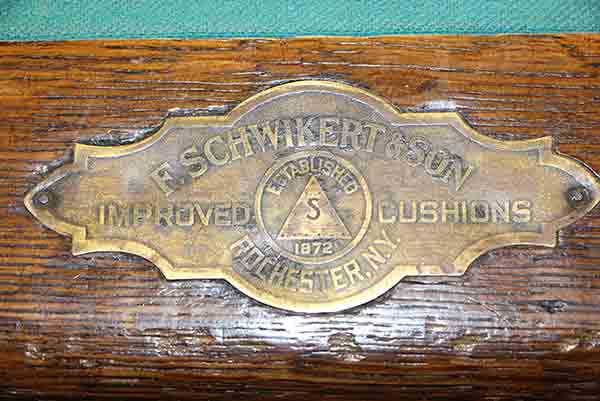 F. SCHWIKERT & SON
IMPROVED CUSHIONS
ESTABLISHED
S
1872
ROCHESTER, N.Y.